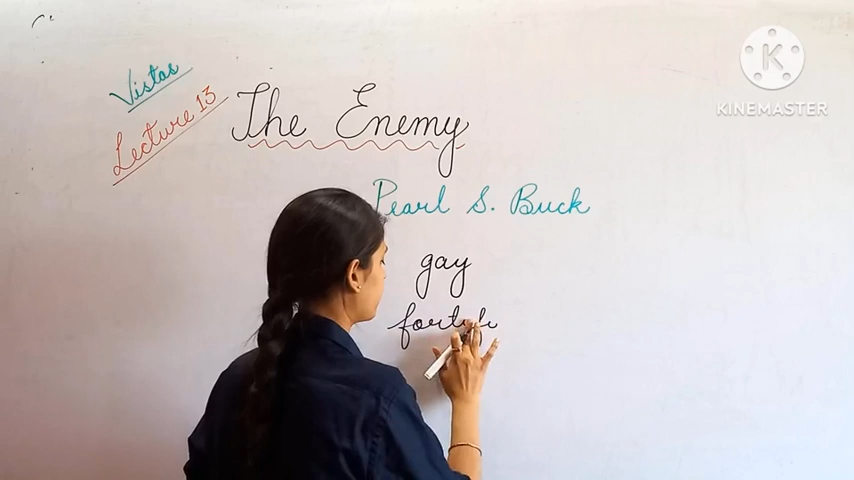 Vistas
Lecture 13
The Enemy
Pearl S. Buck
gay
K
KINEMASTER